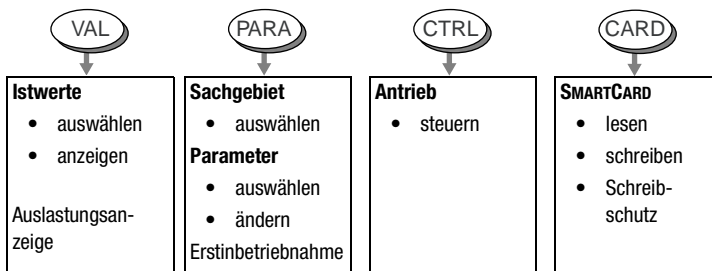 VAL
PARA
CTRL
CARD
Istwerte
• auswählen
• anzeigen
Auslastungsan-
zeige
Sachgebiet
• auswählen
Parameter
• auswählen
• ändern
Erstinbetriebnahme
Antrieb
• steuern
SMARTCARD
• lesen
• schreiben
• Schreib-
schutz